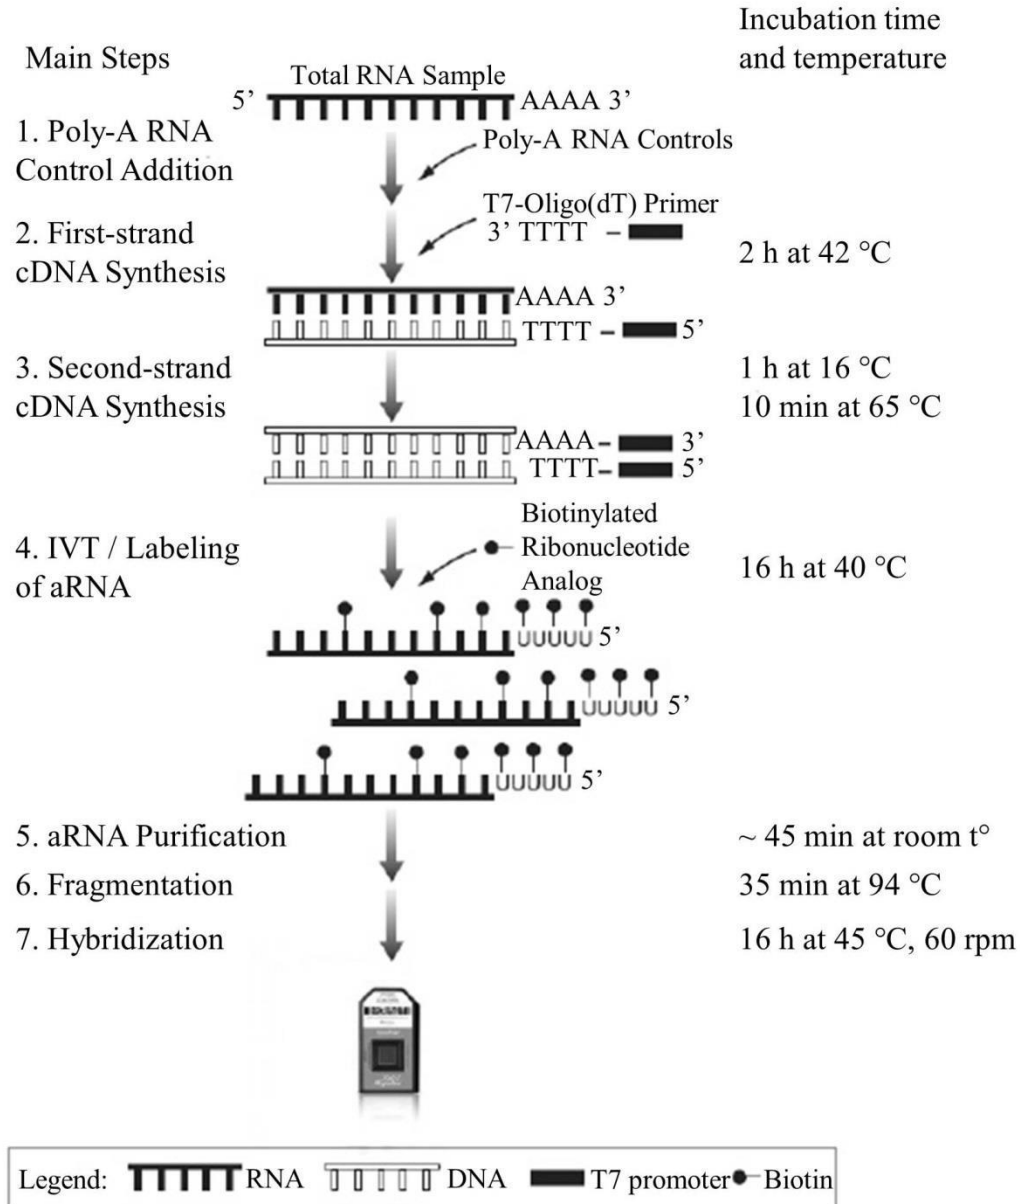 Main Steps
Incubation time
and temperature
Total RNA Sample
5’
AAAA 3’
1. Poly-A RNA
Control Addition
Poly-A RNA Controls
T7-Oligo(dT) Primer
3’ TTTT –
2. First-strand
cDNA Synthesis
2 h at 42 °C
AAAA 3’
TTTT – 5’
3. Second-strand
cDNA Synthesis
1 h at 16 °C
10 min at 65 °C
AAAA– 3’
TTTT– 5’
4. IVT / Labeling
of aRNA
Biotinylated
Ribonucleotide
Analog
16 h at 40 °C
UUUUU 5’
UUUUU 5’
UUUUU 5’
5. aRNA Purification
~ 45 min at room t°
6. Fragmentation
35 min at 94 °C
7. Hybridization
16 h at 45 °C, 60 rpm
Legend: RNA DNA T7 promoter Biotin